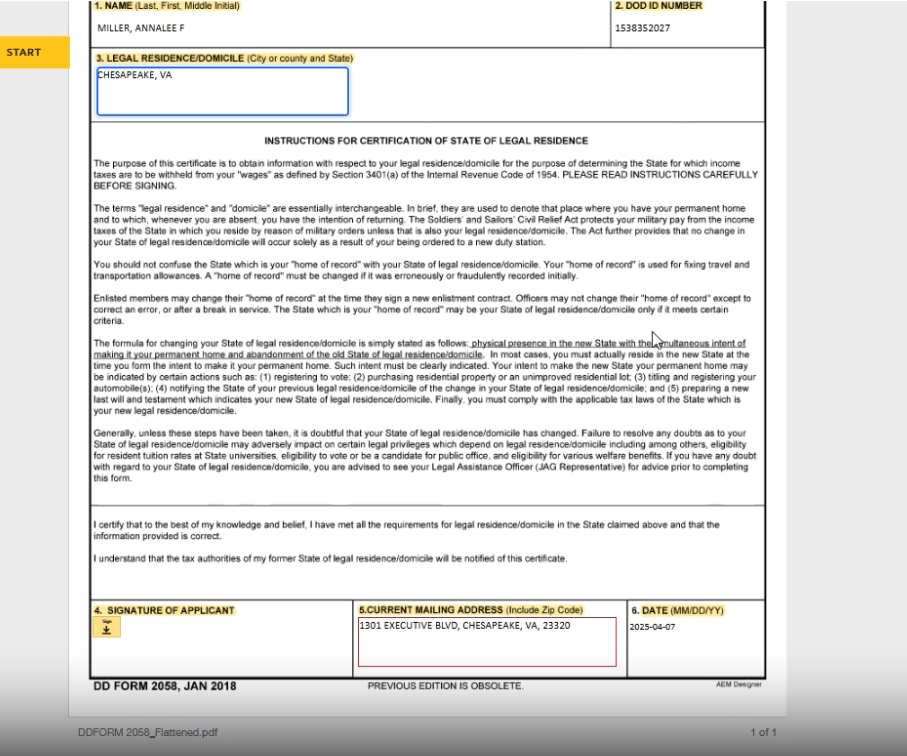 1. NAME (Last, First, Middle Initial)
2. DOD ID NUMBER
MILLER, ANNALEE F
1538352027
START
3. LEGAL RESIDENCE/DOMICILE (City or county and State)
CHESAPEAKE, VA
INSTRUCTIONS FOR CERTIFICATION OF STATE OF LEGAL RESIDENCE
The purpose of this certificate is to obtain information with respect to your legal residence/domicile for the purpose of determining the State for which income
taxes are to be withheld from your "wages" as defined by Section 3401(a) of the Internal Revenue Code of 1954. PLEASE READ INSTRUCTIONS CAREFULLY
BEFORE SIGNING.
The terms "legal residence" and "domicile" are essentially interchangeable. In brief, they are used to denote that place where you have your permanent home
and to which, whenever you are absent, you have the intention of returning. The Soldiers' and Sailors' Civil Relief Act protects your military pay from the income
taxes of the State in which you reside by reason of military orders unless that is also your legal residence/domicile. The Act further provides that no change in
your State of legal residence/domicile will occur solely as a result of your being ordered to a new duty station.
You should not confuse the State which is your "home of record" with your State of legal residence/domicile. Your "home of record" is used for fixing travel and
transportation allowances. A "home of record" must be changed if it was erroneously or fraudulently recorded initially.
Enlisted members may change their "home of record" at the time they sign a new enlistment contract. Officers may not change their "home of record" except to
correct an error, or after a break in service. The State which is your "home of record" may be your State of legal residence/domicile only if it meets certain
criteria.
The formula for changing your State of legal residence/domicile is simply stated as follows: physical presence in the new State with the multaneous intent of
making it your permanent home and abandonment of the old State of legal residence/domicile. In most cases, you must actually reside in the new State at the
time you form the intent to make it your permanent home. Such intent must be clearly indicated. Your intent to make the new State your permanent home may
be indicated by certain actions such as: (1) registering to vote; (2) purchasing residential property or an unimproved residential lot; (3) titling and registering your
automobile(s); (4) notifying the State of your previous legal residence/domicile of the change in your State of legal residence/domicile; and (5) preparing a new
last will and testament which indicates your new State of legal residence/domicile. Finally, you must comply with the applicable tax laws of the State which is
your new legal residence/domicile.
Generally, unless these steps have been taken, it is doubtful that your State of legal residence/domicile has changed. Failure to resolve any doubts as to your
State of legal residence/domicile may adversely impact on certain legal privileges which depend on legal residence/domicile including among others, eligibility
for resident tuition rates at State universities, eligibility to vote or be a candidate for public office, and eligibility for various welfare benefits. If you have any doubt
with regard to your State of legal residence/domicile, you are advised to see your Legal Assistance Officer (JAG Representative) for advice prior to completing
this form.
I certify that to the best of my knowledge and belief, I have met all the requirements for legal residence/domicile in the State claimed above and that the
information provided is correct.
I understand that the tax authorities of my former State of legal residence/domicile will be notified of this certificate.
4. SIGNATURE OF APPLICANT
5.CURRENT MAILING ADDRESS (Include Zip Code)
6. DATE (MM/DD/YY)
Sign
1301 EXECUTIVE BLVD, CHESAPEAKE, VA, 23320
2025-04-07
DD FORM 2058, JAN 2018
PREVIOUS EDITION IS OBSOLETE.
AEM Designer
DDFORM 2058_Flattened.pdf
1 of 1